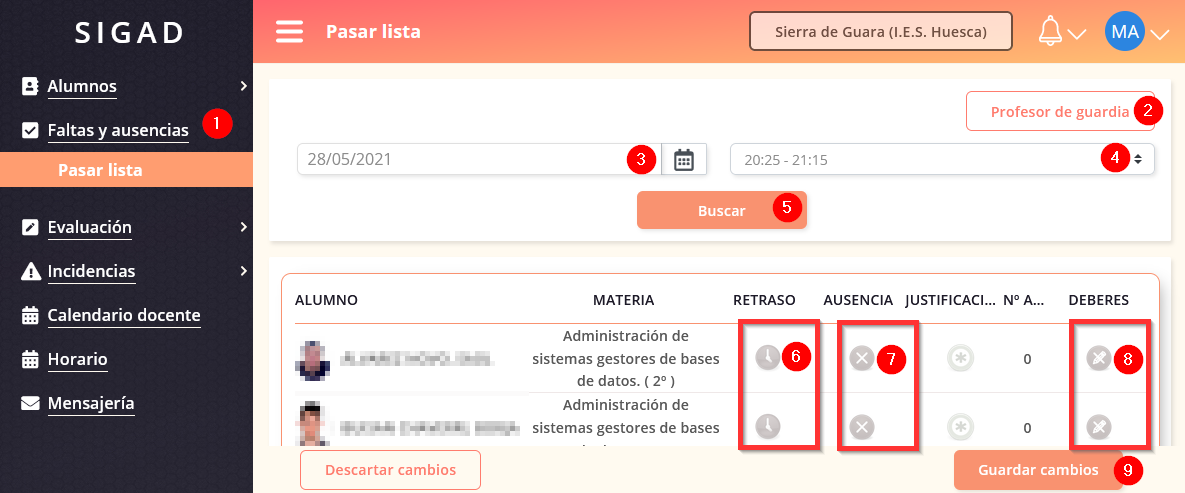 SIGAD
Pasar lista
Sierra de Guara (I.E.S. Huesca)
MA
Alumnos
Faltas y ausencias 1
Pasar lista
Evaluación
Incidencias
Calendario docente
Horario
Mensajería
Profesor de guardia 2
28/05/2021 3
20:25 - 21:15 4
Buscar 5
ALUMNO MATERIA RETRASO AUSENCIA JUSTIFICACI... Nº A... DEBERES
Administración de
sistemas gestores de bases
de datos. ( 2º )
6 7 0 8
Administración de
sistemas gestores de bases
0
Descartar cambios
Guardar cambios 9